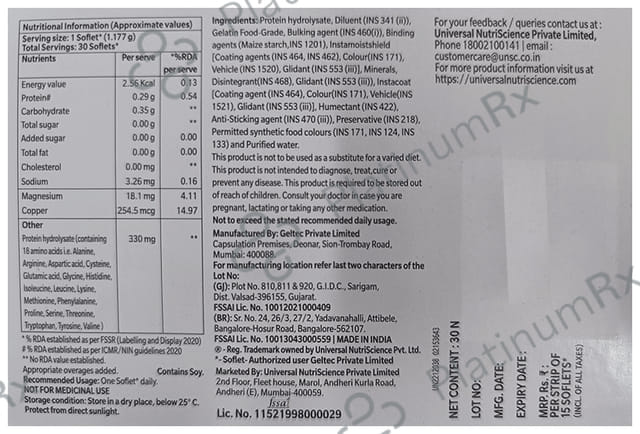 Nutritional Information (Approximate values)
Serving size: 1 Soflet* (1.177 g)
Total Servings: 30 Soflets*
Nutrients Per serve *%RDA per serve
Energy value 2.56 Kcal 0.13
Protein# 0.29 g 0.54
Carbohydrate 0.35 g **
Total sugar 0.00 g **
Added sugar 0.00 g 0.00
Total fat 0.00 g 0.00
Cholesterol 0.00 mg **
Sodium 3.26 mg 0.16
Magnesium 18.1 mg 4.11
Copper 254.5 mcg 14.97
Other
Protein hydrolysate (containing 330 mg **
18 amino acids i.e. Alanine,
Arginine, Aspartic acid, Cysteine,
Glutamic acid, Glycine, Histidine,
Isoleucine, Leucine, Lysine,
Methionine, Phenylalanine,
Proline, Serine, Threonine,
Tryptophan, Tyrosine, Valine)
*% RDA established as per FSSR (Labelling and Display 2020)
# % RDA established as per ICMR/NIN guidelines 2020
** No RDA value established.
Appropriate overages added. Contains Soy.
Recommended Usage: One Soflet* daily.
NOT FOR MEDICINAL USE
Storage condition: Store in a dry place, below 25° C.
Protect from direct sunlight.
Ingredients: Protein hydrolysate, Diluent (INS 341 (ii)),
Gelatin Food-Grade, Bulking agent (INS 460(i)), Binding
agents (Maize starch, INS 1201), Instamoistshield
[Coating agents (INS 464, INS 462), Colour(INS 171),
Vehicle (INS 1520), Glidant (INS 553 (iii)], Minerals,
Disintegrant(INS 468), Glidant (INS 553 (iii)), Instacoat
[Coating agent (INS 464), Colour(INS 171), Vehicle(INS
1521), Glidant (INS 553 (iii)], Humectant (INS 422),
Anti-Sticking agent (INS 470 (iii)), Preservative (INS 218),
Permitted synthetic food colours (INS 171, INS 124, INS
133) and Purified water.
This product is not to be used as a substitute for a varied diet.
This product is not intended to diagnose, treat, cure or
prevent any disease. This product is required to be stored out
of reach of children. Consult your doctor in case you are
pregnant, lactating or taking any other medication.
Not to exceed the stated recommended daily usage.
Manufactured By: Geltec Private Limited,
Capsulation Premises, Deonar, Sion-Trombay Road,
Mumbai: 400088.
For manufacturing location refer last two characters of the
Lot No:
(GJ): Plot No. 810, 811 & 920, G.I.D.C., Sarigam,
Dist. Valsad-396155, Gujarat.
FSSAI Lic. No. 10012021000409
(BR): Sr. No. 24, 26/3, 27/2, Yadavanahalli, Attibele,
Bangalore-Hosur Road, Bangalore-562107.
FSSAI Lic. No. 10013043000559 | MADE IN INDIA
® - Reg. Trademark owned by Universal NutriScience Pvt. Ltd.
*- Soflet- Authorized user Geltec Private Limited
Marketed By: Universal NutriScience Private Limited
2nd Floor, Fleet house, Marol, Andheri Kurla Road,
Andheri (E), Mumbai-400059.
fssai
Lic. No. 11521998000029
For your feedback / queries contact us at:
Universal NutriScience Private Limited,
Phone 18002100141 | email:
customercare@unsc.co.in
For more product information visit us at
https://universalnutriscience.com
NET CONTENT: 30 N
LOT NO:
MFG. DATE:
EXPIRY DATE:
MRP Rs. ₹:
PER STRIP OF
15 SOFLETS*
(INCL OF ALL TAXES)
PlatinumRx
PlatinumRx